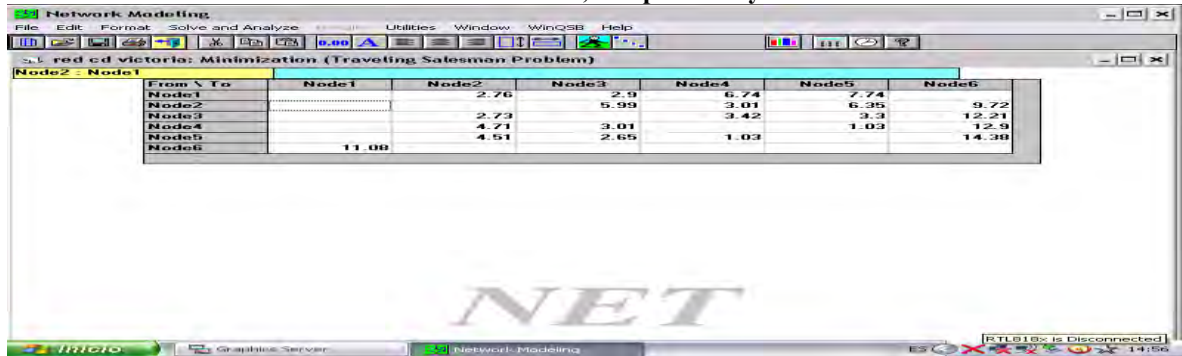 Network Modeling
File Edit Format Solve and Analyze Utilities Window WinQSB Help
0.00 A
red cd victoria: Minimization (Traveling Salesman Problem)
Node2 : Node1
From \ To Node1 Node2 Node3 Node4 Node5 Node6
Node1 2.76 2.9 6.74 7.74
Node2 5.99 3.01 6.35 9.72
Node3 2.73 3.42 3.3 12.21
Node4 4.71 3.01 1.03 12.9
Node5 4.51 2.65 1.03 14.38
Node6 11.08
NET
RTL818x is Disconnected
Inicio Graphics Server Network Modeling ES 14:56